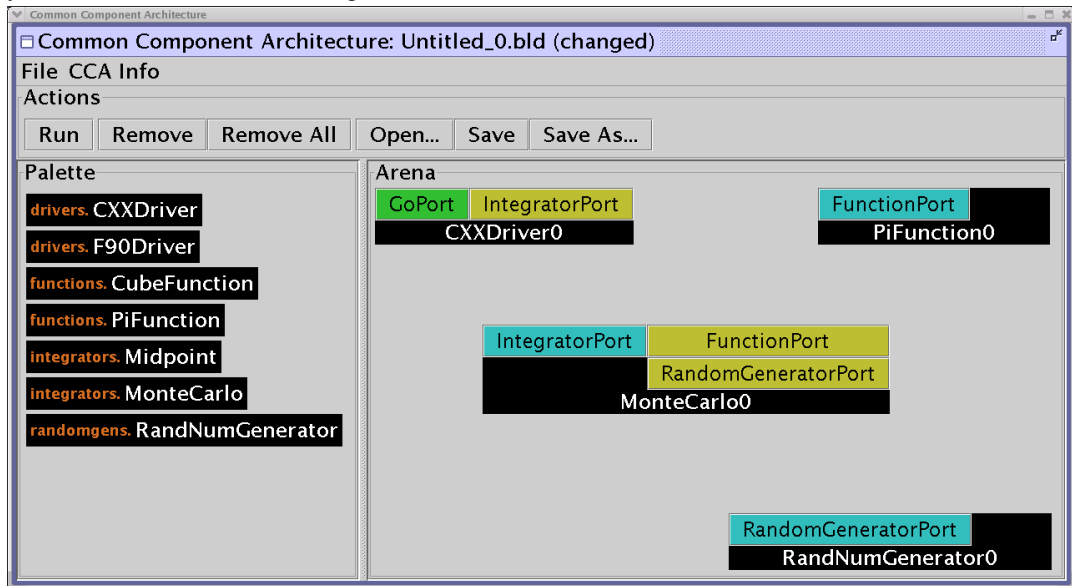 Common Component Architecture
Common Component Architecture: Untitled_0.bld (changed)
File CCA Info
Actions
Run Remove Remove All Open... Save Save As...
Palette
drivers. CXXDriver
drivers. F90Driver
functions. CubeFunction
functions. PiFunction
integrators. Midpoint
integrators. MonteCarlo
randomgens. RandNumGenerator
Arena
GoPort IntegratorPort
CXXDriver0
FunctionPort
PiFunction0
IntegratorPort FunctionPort
RandomGeneratorPort
MonteCarlo0
RandomGeneratorPort
RandNumGenerator0